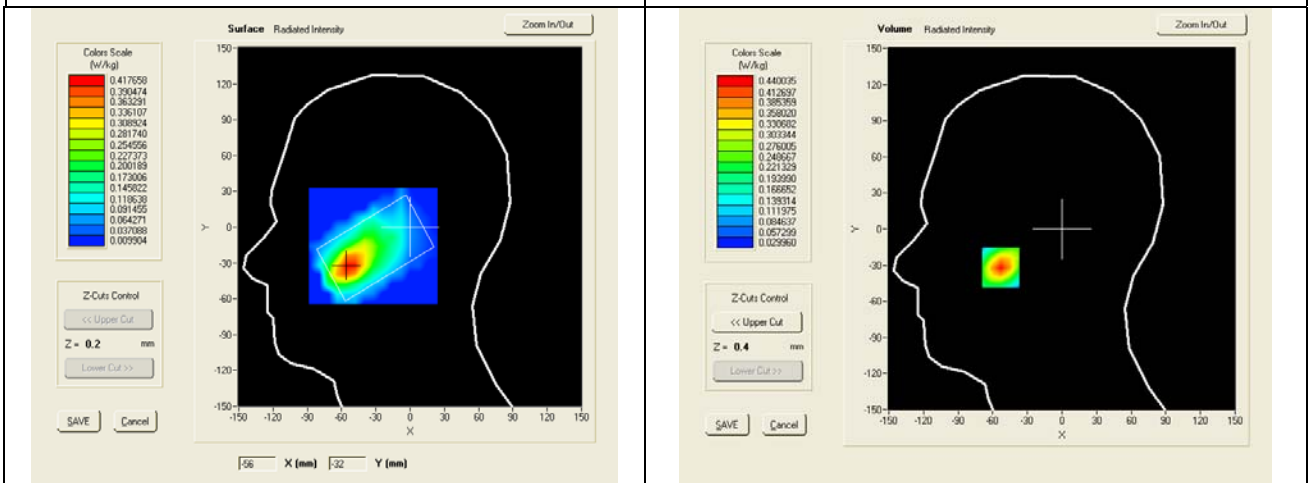 Surface Radiated Intensity
Zoom In/Out
Colors Scale
(W/kg)
0.417658
0.390474
0.363291
0.336107
0.308924
0.281740
0.254556
0.227373
0.200189
0.173006
0.145822
0.118638
0.091455
0.064271
0.037088
0.009904
150
120
90
60
30
0
-30
-60
-90
-120
-150
Y
-150 -120 -90 -60 -30 0 30 60 90 120 150
X
Z-Cuts Control
<< Upper Cut
Z = 0.2 mm
Lower Cut >>
SAVE Cancel
-56 X (mm) -32 Y (mm)
Volume Radiated Intensity
Zoom In/Out
Colors Scale
(W/kg)
0.440035
0.412697
0.385359
0.358020
0.330682
0.303344
0.276005
0.248667
0.221329
0.193990
0.166652
0.139314
0.111975
0.084637
0.057299
0.029960
150
120
90
60
30
0
-30
-60
-90
-120
-150
Y
-150 -120 -90 -60 -30 0 30 60 90 120 150
X
Z-Cuts Control
<< Upper Cut
Z = 0.4 mm
Lower Cut >>
SAVE Cancel